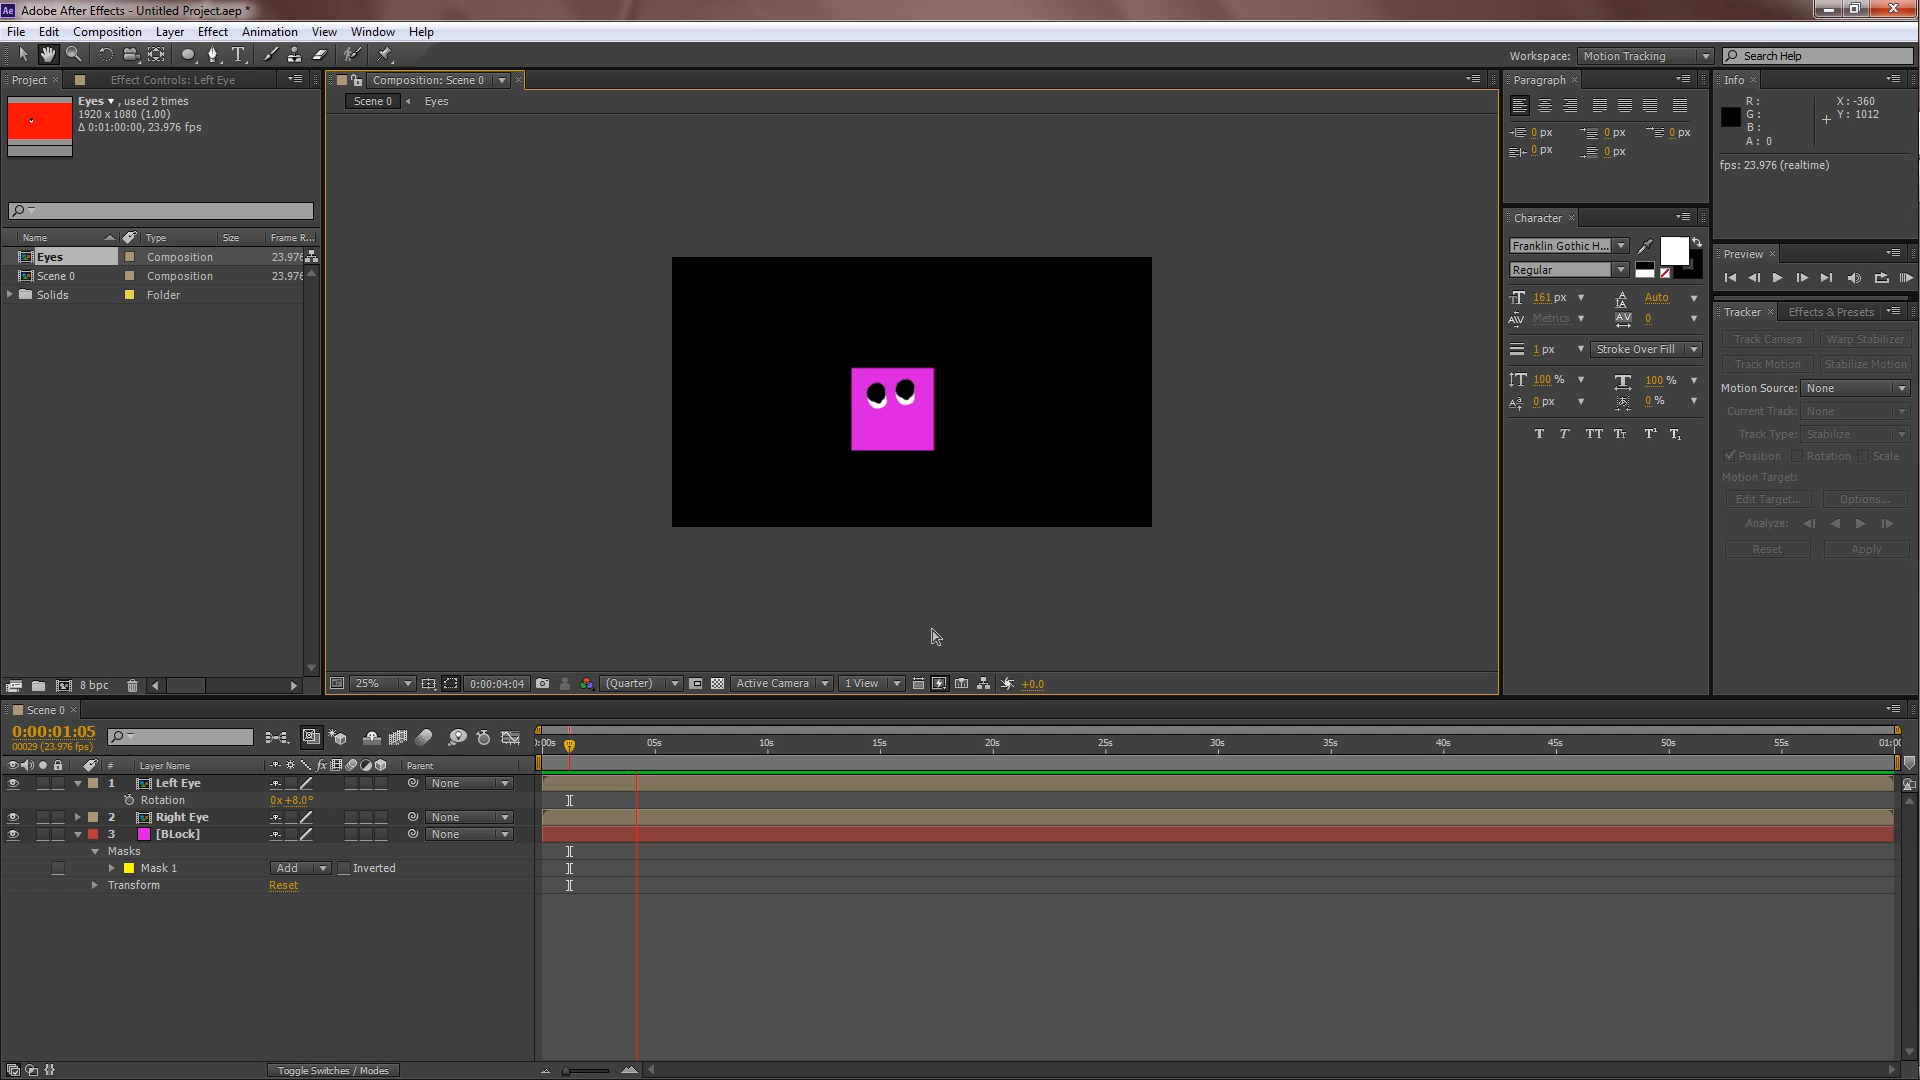 Adobe After Effects - Untitled Project.aep *
File Edit Composition Layer Effect Animation View Window Help
Workspace: Motion Tracking Search Help
Project Effect Controls: Left Eye
Eyes , used 2 times
1920 x 1080 (1.00)
Δ 0:01:00:00, 23.976 fps
Name Type Size Frame R...
Eyes Composition 23.976
Scene 0 Composition 23.976
Solids Folder
8 bpc
Composition: Scene 0
Scene 0 Eyes
25% 0:00:04:04 (Quarter) Active Camera 1 View +0.0
Paragraph
0 px 0 px 0 px
0 px 0 px
Character
Franklin Gothic H...
Regular
161 px Auto
Metrics 0
1 px Stroke Over Fill
100 % 100 %
0 px 0 %
T T TT Tt T¹ T₁
Info
R :
G :
B :
A : 0
X : -360
Y : 1012
fps: 23.976 (realtime)
Preview
Tracker Effects & Presets
Track Camera Warp Stabilizer
Track Motion Stabilize Motion
Motion Source: None
Current Track: None
Track Type: Stabilize
Position Rotation Scale
Motion Target:
Edit Target... Options...
Analyze:
Reset Apply
Scene 0
0:00:01:05
00029 (23.976 fps)
):00s 05s 10s 15s 20s 25s 30s 35s 40s 45s 50s 55s 01:00
# Layer Name fx Parent
1 Left Eye None
Rotation 0x+8.0°
2 Right Eye None
3 [BLock] None
Masks
Mask 1 Add Inverted
Transform Reset
Toggle Switches / Modes